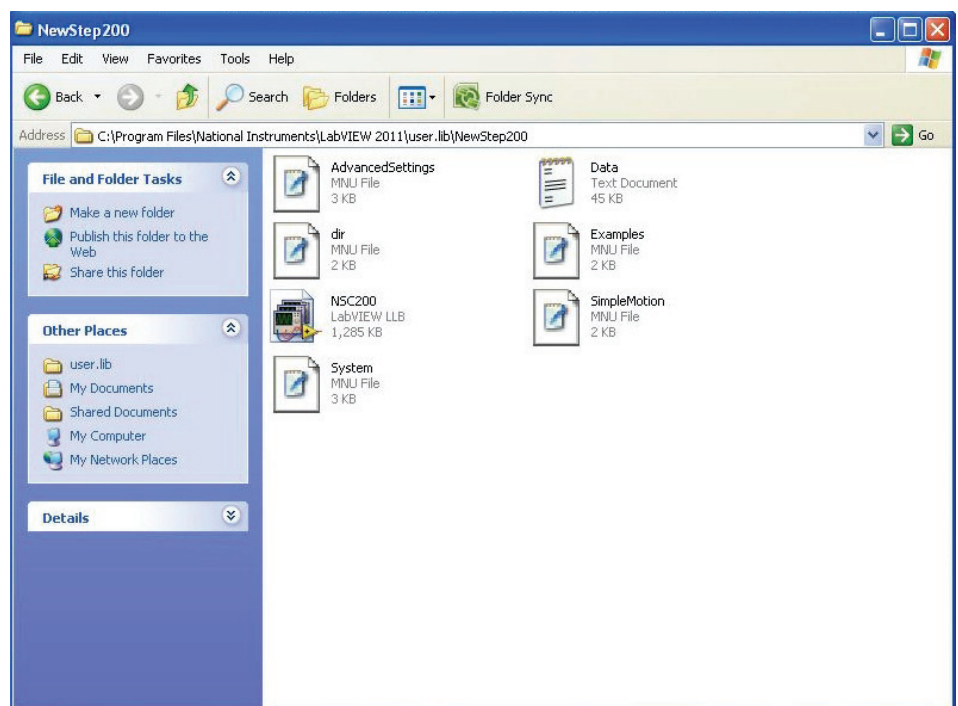 NewStep200
File Edit View Favorites Tools Help
Back Search Folders Folder Sync
Address C:\Program Files\National Instruments\LabVIEW 2011\user.lib\NewStep200 Go
File and Folder Tasks
Make a new folder
Publish this folder to the
Web
Share this folder
Other Places
user.lib
My Documents
Shared Documents
My Computer
My Network Places
Details
AdvancedSettings
MNU File
3 KB
Data
Text Document
45 KB
dir
MNU File
2 KB
Examples
MNU File
2 KB
NSC200
LabVIEW LLB
1,285 KB
SimpleMotion
MNU File
2 KB
System
MNU File
3 KB